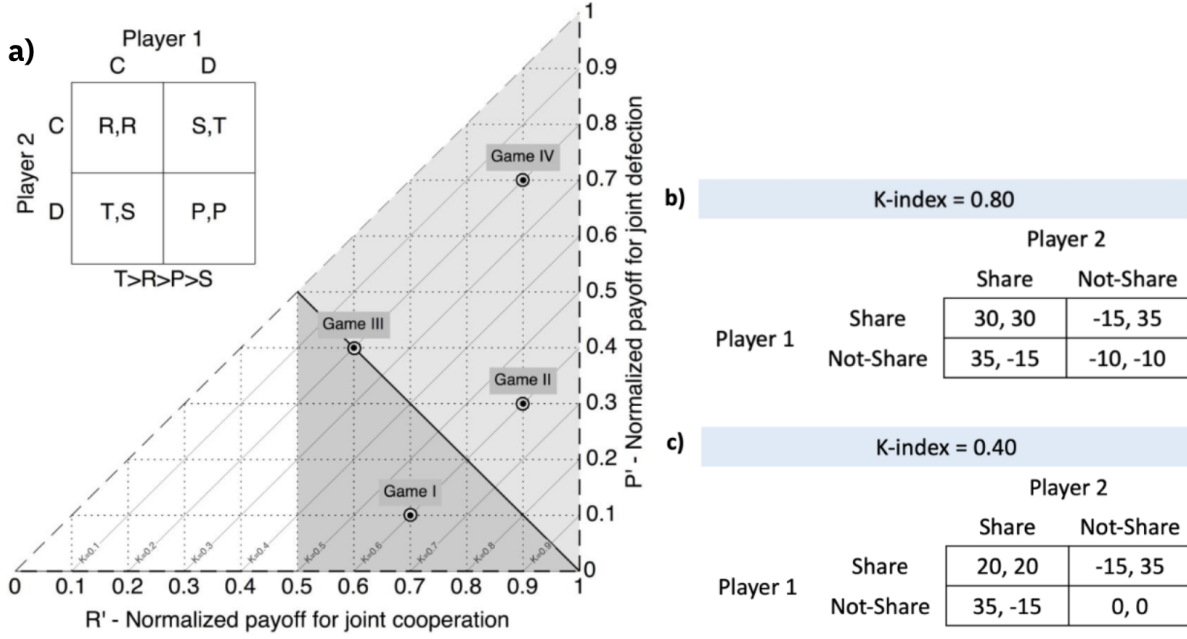 a)
Player 1
C D
Player 2
C R,R S,T
D T,S P,P
T>R>P>S
1
0.9
0.8
0.7
0.6
0.5
0.4
0.3
0.2
0.1
0
P' - Normalized payoff for joint defection
Game IV
Game III
Game II
Game I
K=0.1 K=0.2 K=0.3 K=0.4 K=0.5 K=0.6 K=0.7 K=0.8 K=0.9
0 0.1 0.2 0.3 0.4 0.5 0.6 0.7 0.8 0.9 1
R' - Normalized payoff for joint cooperation
b)
K-index = 0.80
Player 2
Share Not-Share
Player 1
Share 30, 30 -15, 35
Not-Share 35, -15 -10, -10
c)
K-index = 0.40
Player 2
Share Not-Share
Player 1
Share 20, 20 -15, 35
Not-Share 35, -15 0, 0